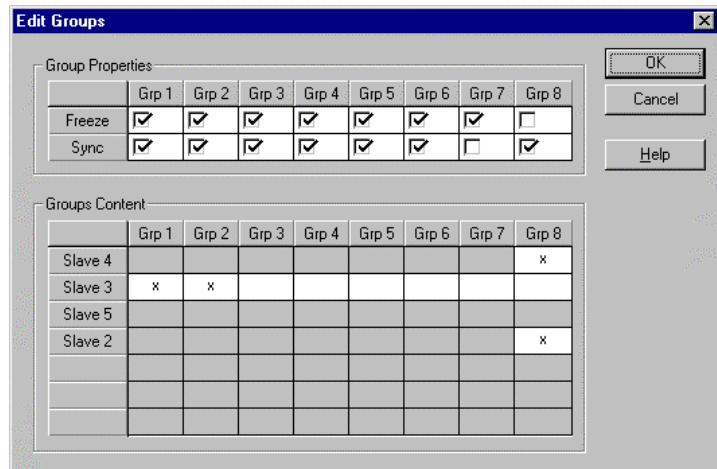 Edit Groups
Group Properties
OK
Grp 1 Grp 2 Grp 3 Grp 4 Grp 5 Grp 6 Grp 7 Grp 8
Cancel
Freeze
Sync
Help
Groups Content
Grp 1 Grp 2 Grp 3 Grp 4 Grp 5 Grp 6 Grp 7 Grp 8
Slave 4 x
Slave 3 x x
Slave 5
Slave 2 x